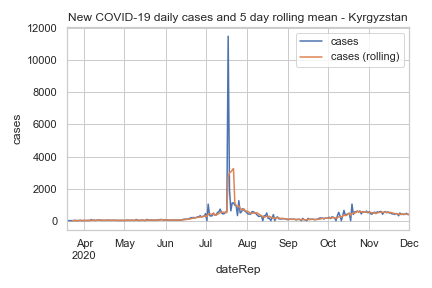 New COVID-19 daily cases and 5 day rolling mean - Kyrgyzstan
cases
cases (rolling)
12000
10000
8000
6000
4000
2000
0
cases
Apr May Jun Jul Aug Sep Oct Nov Dec
2020
dateRep